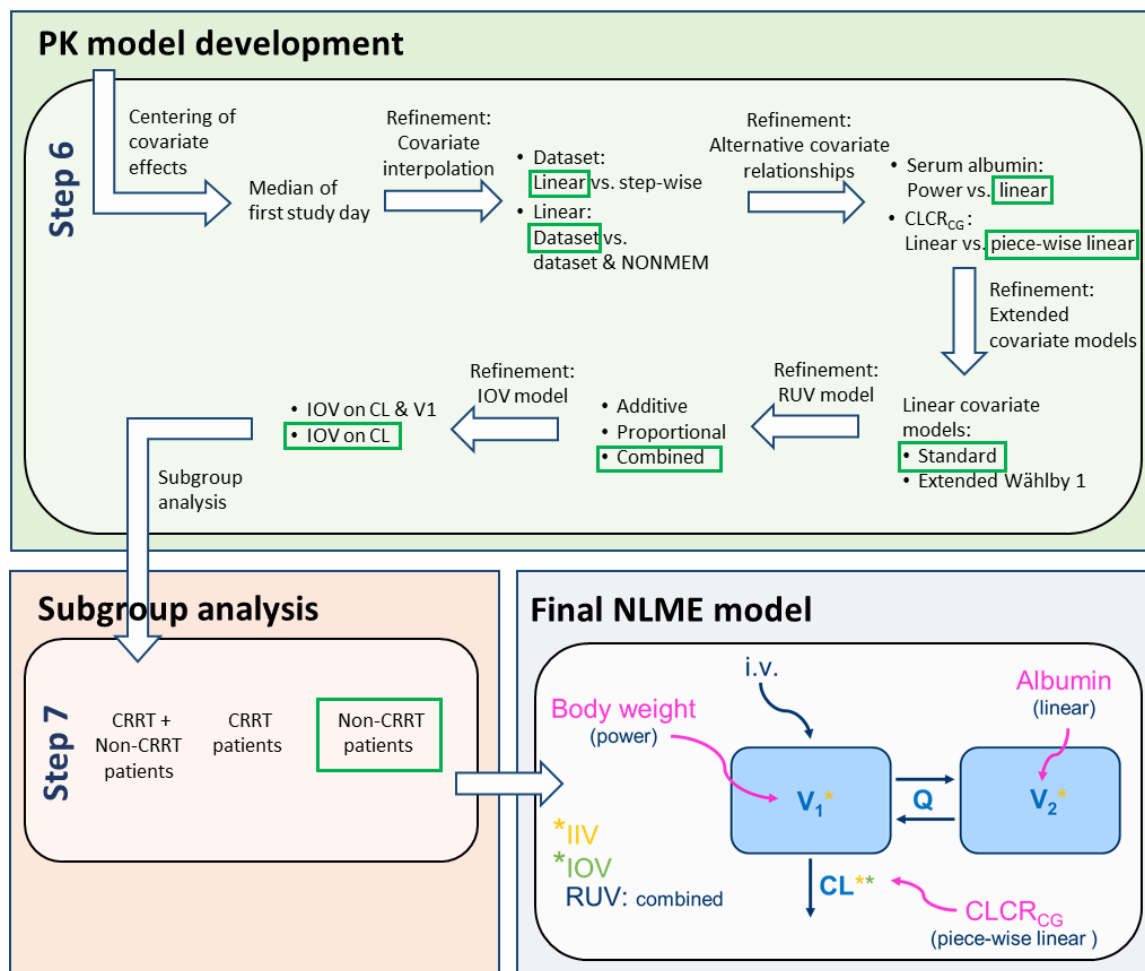 PK model development
Step 6
Centering of
covariate
effects
Median of
first study day
Refinement:
Covariate
interpolation
• Dataset:
Linear vs. step-wise
• Linear:
Dataset vs.
dataset & NONMEM
Refinement:
Alternative covariate
relationships
• Serum albumin:
Power vs. linear
• CLCRCG:
Linear vs. piece-wise linear
Refinement:
Extended
covariate models
Linear covariate
models:
• Standard
• Extended Wählby 1
Refinement:
RUV model
• Additive
• Proportional
• Combined
Refinement:
IOV model
• IOV on CL & V1
• IOV on CL
Subgroup
analysis
Subgroup analysis
Step 7
CRRT +
Non-CRRT
patients
CRRT
patients
Non-CRRT
patients
Final NLME model
i.v.
Body weight
(power)
Albumin
(linear)
V1*
Q
V2*
*IIV
*IOV
RUV: combined
CL**
CLCRCG
(piece-wise linear )